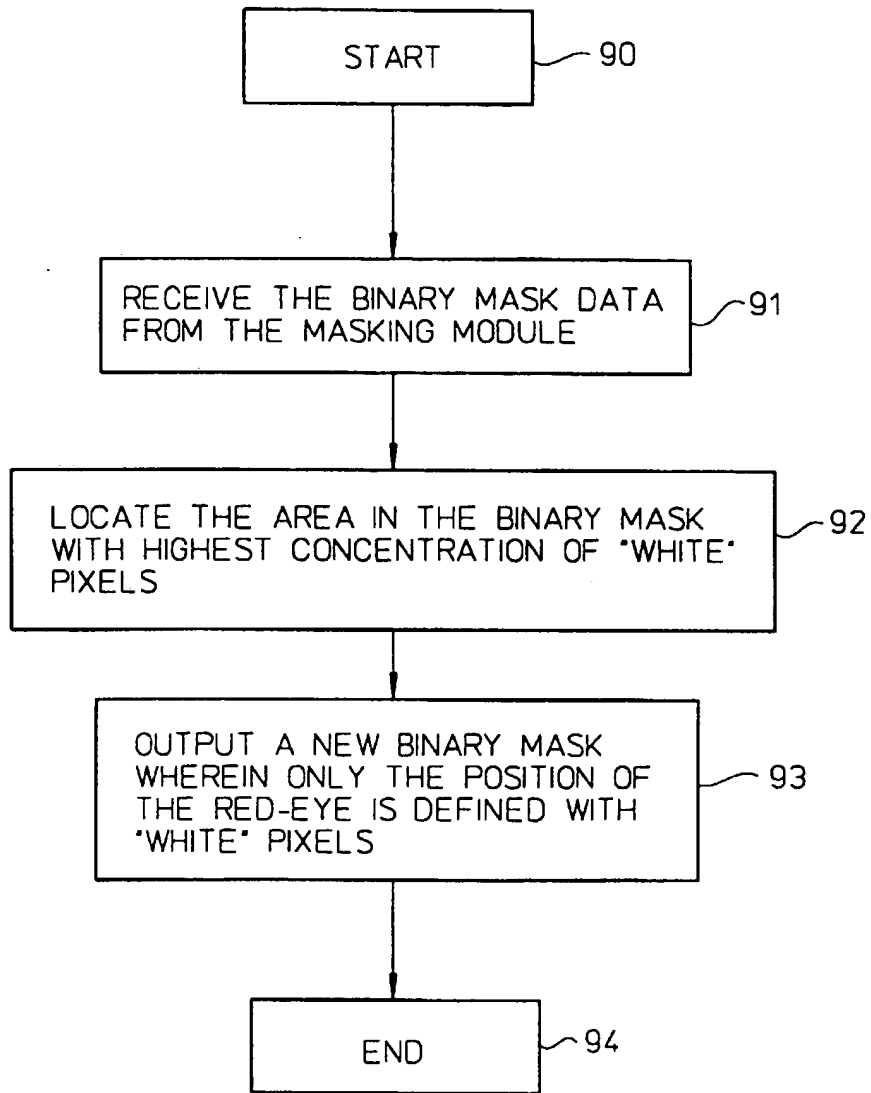 START
90
RECEIVE THE BINARY MASK DATA
FROM THE MASKING MODULE
91
LOCATE THE AREA IN THE BINARY MASK
WITH HIGHEST CONCENTRATION OF "WHITE"
PIXELS
92
OUTPUT A NEW BINARY MASK
WHEREIN ONLY THE POSITION OF
THE RED-EYE IS DEFINED WITH
"WHITE" PIXELS
93
END
94